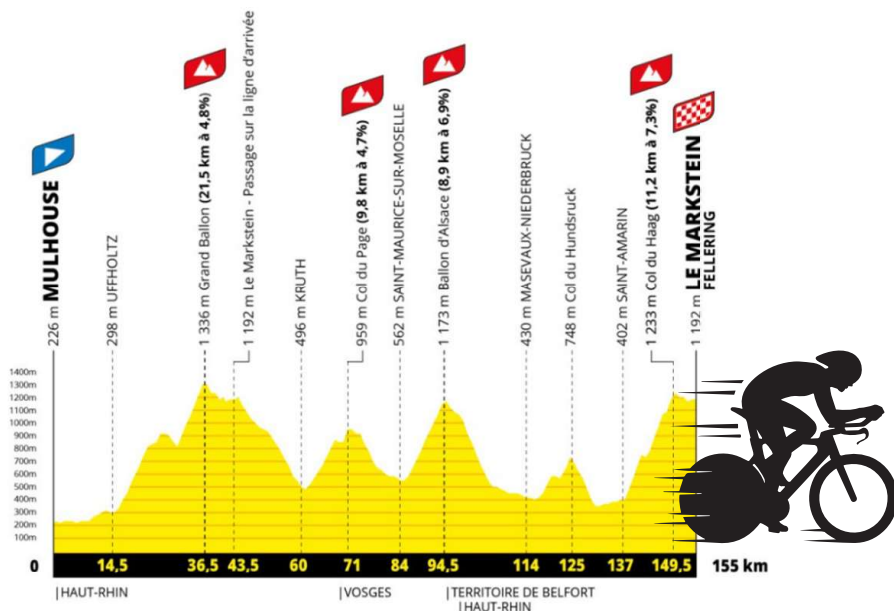 226 m MULHOUSE
298 m UFFHOLTZ
1 336 m Grand Ballon (21,5 km à 4,8%)
1 192 m Le Markstein - Passage sur la ligne d'arrivée
496 m KRUTH
959 m Col du Page (9,8 km à 4,7%)
562 m SAINT-MAURICE-SUR-MOSELLE
1 173 m Ballon d'Alsace (8,9 km à 6,9%)
430 m MASEVAUX-NIEDERBRUCK
748 m Col du Hundsruck
402 m SAINT-AMARIN
1 233 m Col du Haag (11,2 km à 7,3%)
1 192 m LE MARKSTEIN
FELLERING
1400m
1300m
1200m
1100m
1000m
900m
800m
700m
600m
500m
400m
300m
200m
100m
0 14,5 36,5 43,5 60 71 84 94,5 114 125 137 149,5 155 km
|HAUT-RHIN |VOSGES |TERRITOIRE DE BELFORT
|HAUT-RHIN